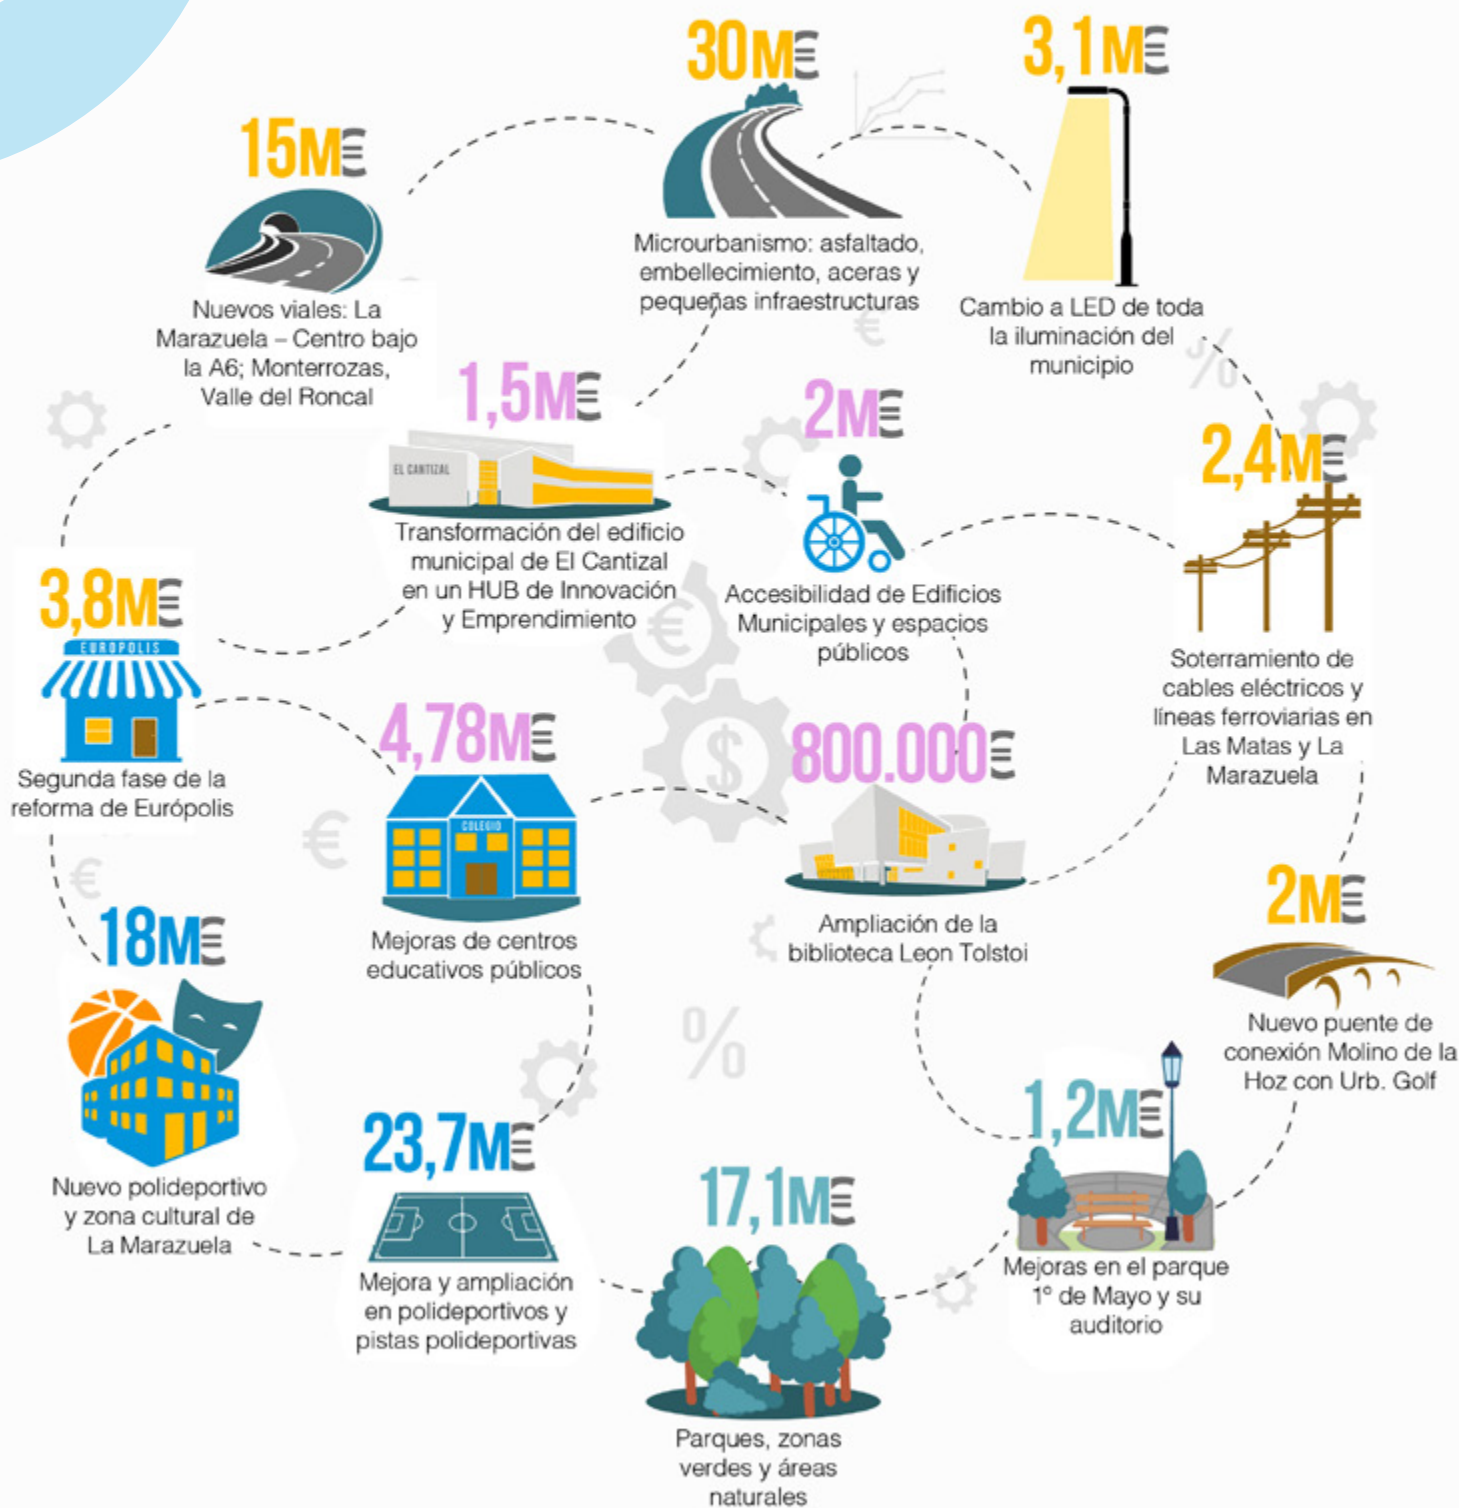 30M€
Microurbanismo: asfaltado,
embellecimiento, aceras y
pequeñas infraestructuras
3,1M€
Cambio a LED de toda
la iluminación del
municipio
15M€
Nuevos viales: La
Marazuela – Centro bajo
la A6; Monterrozas,
Valle del Roncal
1,5M€
EL CANTIZAL
Transformación del edificio
municipal de El Cantizal
en un HUB de Innovación
y Emprendimiento
2M€
Accesibilidad de Edificios
Municipales y espacios
públicos
2,4M€
Soterramiento de
cables eléctricos y
líneas ferroviarias en
Las Matas y La
Marazuela
3,8M€
EUROPOLIS
Segunda fase de la
reforma de Európolis
4,78M€
COLEGIO
Mejoras de centros
educativos públicos
800.000€
Ampliación de la
biblioteca Leon Tolstoi
2M€
Nuevo puente de
conexión Molino de la
Hoz con Urb. Golf
18M€
Nuevo polideportivo
y zona cultural de
La Marazuela
23,7M€
Mejora y ampliación
en polideportivos y
pistas polideportivas
17,1M€
Parques, zonas
verdes y áreas
naturales
1,2M€
Mejoras en el parque
1º de Mayo y su
auditorio